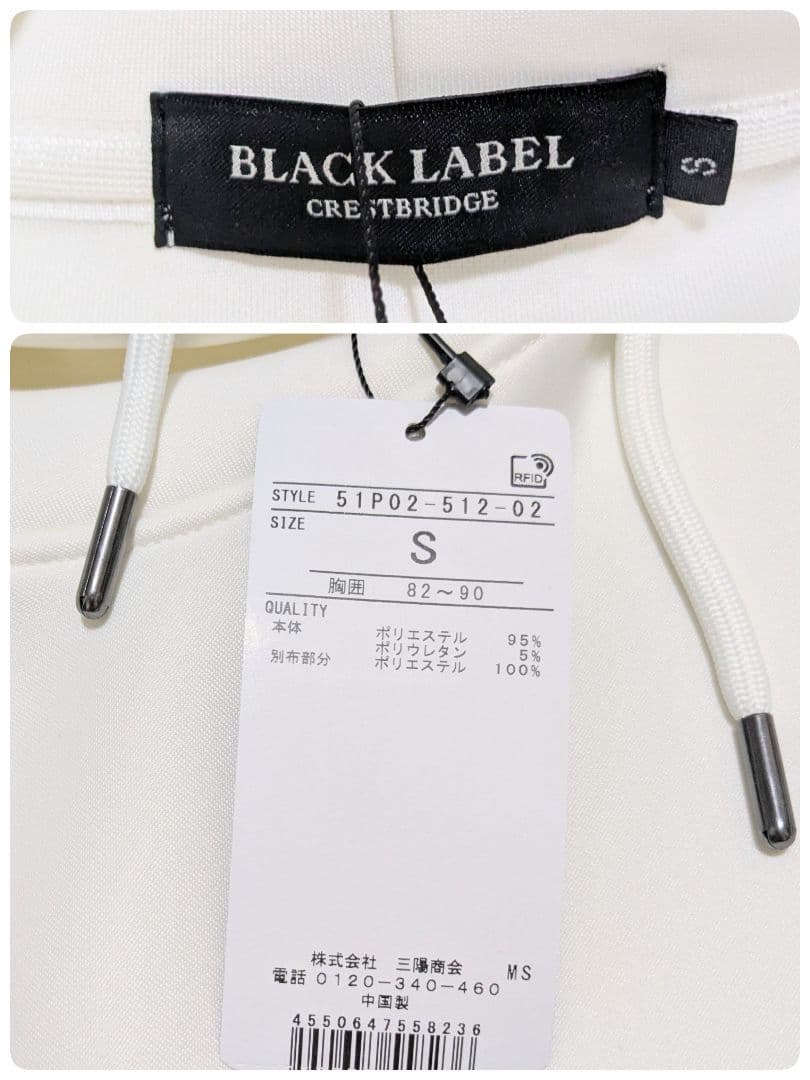 BLACK LABEL
CRESTBRIDGE
S
RFID
STYLE 51P02-512-02
SIZE
S
胸囲 82～90
QUALITY
本体 ポリエステル 95%
ポリウレタン 5%
別布部分 ポリエステル 100%
株式会社 三陽商会 MS
電話 0120-340-460
中国製
4550647558236